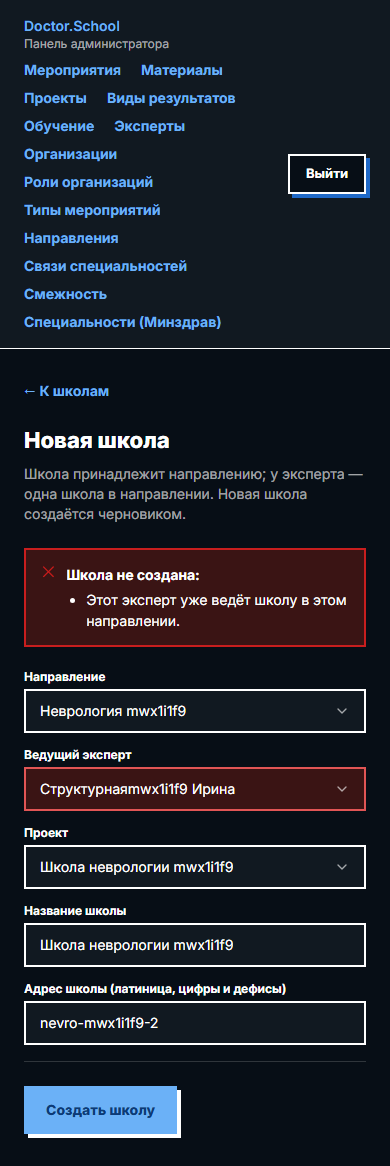 Doctor.School
Панель администратора
Мероприятия Материалы
Проекты Виды результатов
Обучение Эксперты
Организации
Роли организаций
Типы мероприятий
Направления
Связи специальностей
Смежность
Специальности (Минздрав)
Выйти
← К школам
Новая школа
Школа принадлежит направлению; у эксперта —
одна школа в направлении. Новая школа
создаётся черновиком.
Школа не создана:
• Этот эксперт уже ведёт школу в этом
направлении.
Направление
Неврология mwx1i1f9
Ведущий эксперт
Структурнаяmwx1i1f9 Ирина
Проект
Школа неврологии mwx1i1f9
Название школы
Школа неврологии mwx1i1f9
Адрес школы (латиница, цифры и дефисы)
nevro-mwx1i1f9-2
Создать школу